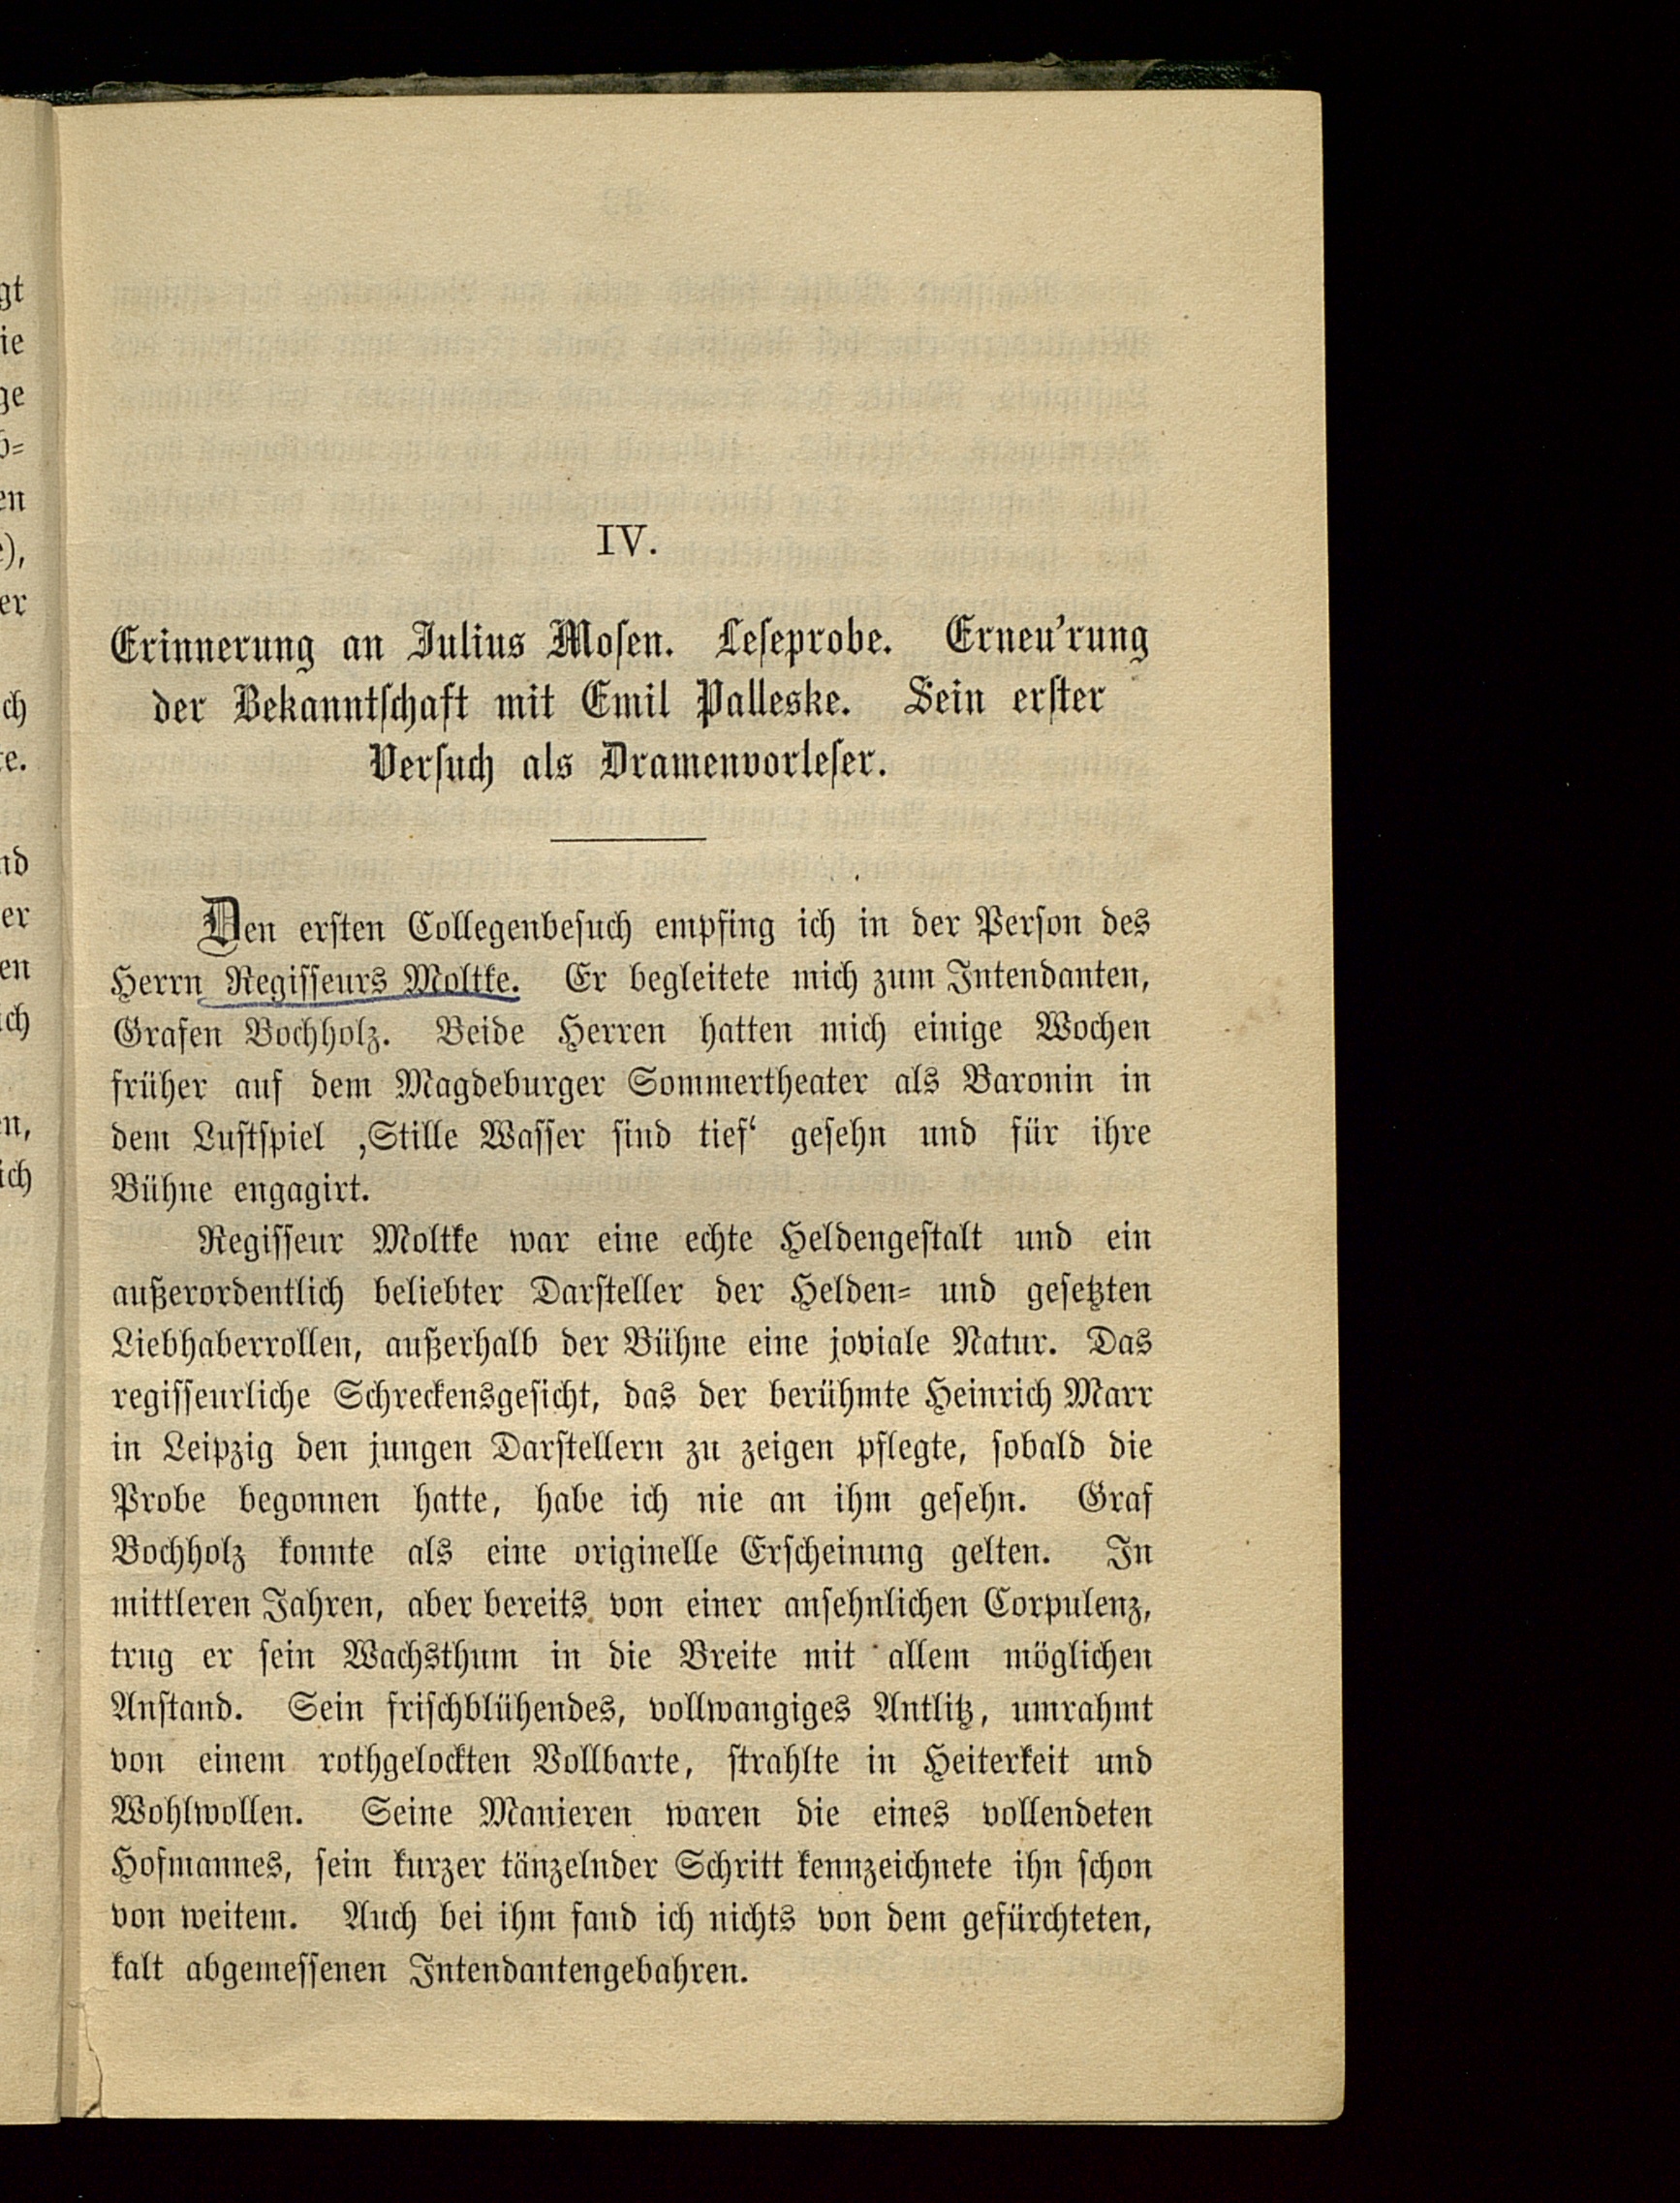 IV.
Erinnerung an Julius Mosen. Leseprobe. Erneu'rung
der Bekanntschaft mit Emil Palleske. Sein erster
Versuch als Dramenvorleser.
Den ersten Collegenbesuch empfing ich in der Person des
Herrn Regisseurs Moltke. Er begleitete mich zum Intendanten,
Grafen Bochholz. Beide Herren hatten mich einige Wochen
früher auf dem Magdeburger Sommertheater als Baronin in
dem Lustspiel ‚Stille Wasser sind tief‘ gesehn und für ihre
Bühne engagirt.
Regisseur Moltke war eine echte Heldengestalt und ein
außerordentlich beliebter Darsteller der Helden- und gesetzten
Liebhaberrollen, außerhalb der Bühne eine joviale Natur. Das
regisseurliche Schreckensgesicht, das der berühmte Heinrich Marr
in Leipzig den jungen Darstellern zu zeigen pflegte, sobald die
Probe begonnen hatte, habe ich nie an ihm gesehn. Graf
Bochholz konnte als eine originelle Erscheinung gelten. In
mittleren Jahren, aber bereits von einer ansehnlichen Corpulenz,
trug er sein Wachsthum in die Breite mit allem möglichen
Anstand. Sein frischblühendes, vollwangiges Antlitz, umrahmt
von einem rothgelockten Vollbarte, strahlte in Heiterkeit und
Wohlwollen. Seine Manieren waren die eines vollendeten
Hofmannes, sein kurzer tänzelnder Schritt kennzeichnete ihn schon
von weitem. Auch bei ihm fand ich nichts von dem gefürchteten,
kalt abgemessenen Intendantengebahren.